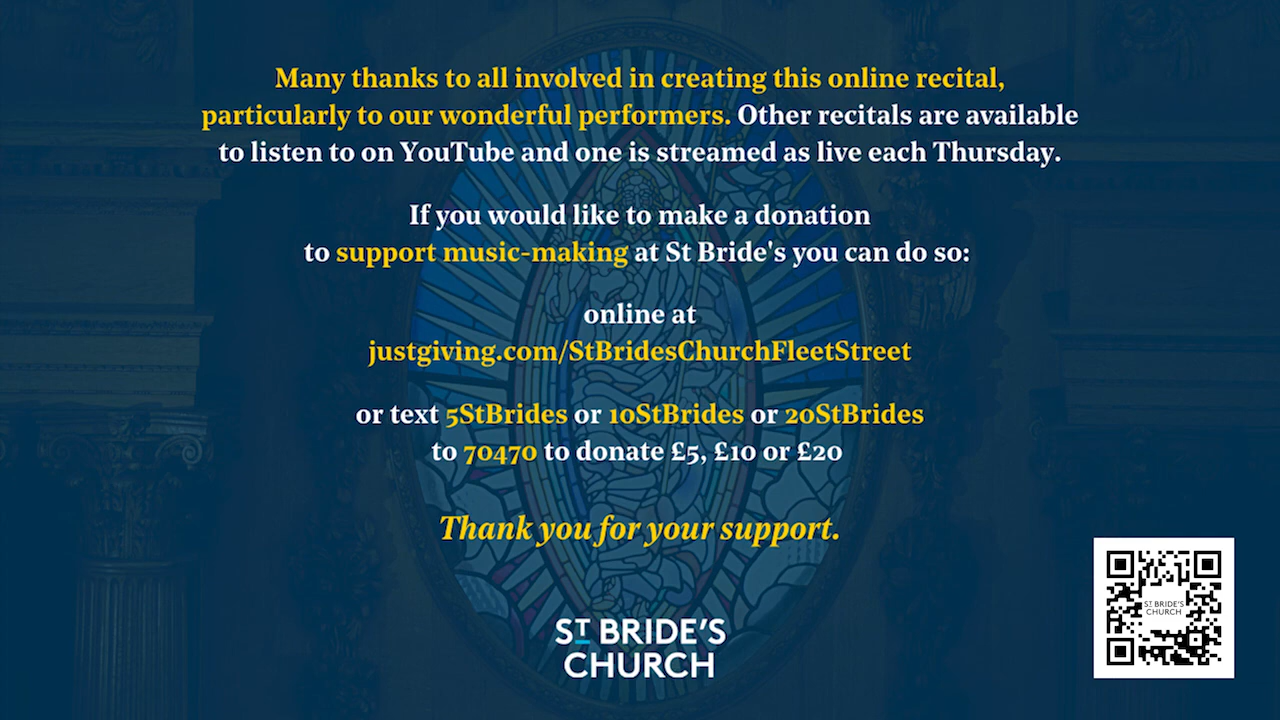 Many thanks to all involved in creating this online recital,
particularly to our wonderful performers. Other recitals are available
to listen to on YouTube and one is streamed as live each Thursday.
If you would like to make a donation
to support music-making at St Bride's you can do so:
online at
justgiving.com/StBridesChurchFleetStreet
or text 5StBrides or 10StBrides or 20StBrides
to 70470 to donate £5, £10 or £20
Thank you for your support.
ST BRIDE'S
CHURCH
ST BRIDE'S
CHURCH